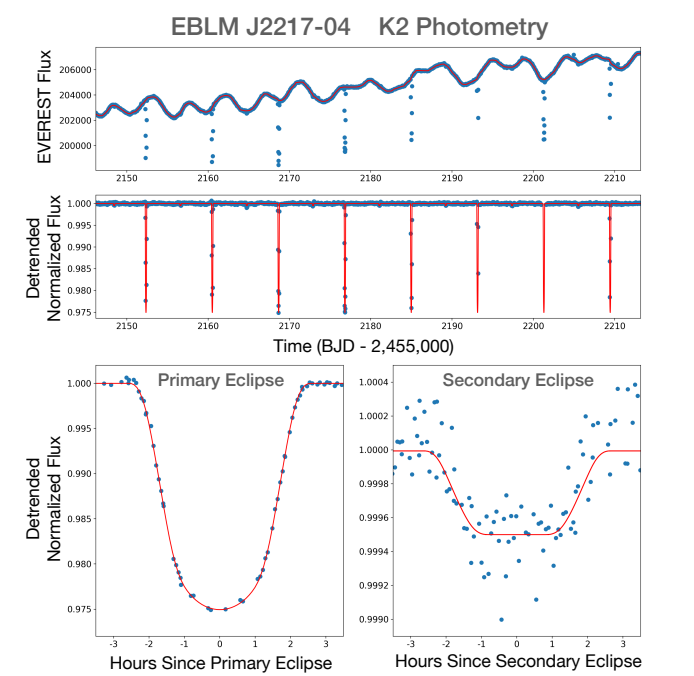 EBLM J2217-04    K2 Photometry
EVEREST Flux
206000
204000
202000
200000
2150 2160 2170 2180 2190 2200 2210
Detrended
Normalized Flux
1.000
0.995
0.990
0.985
0.980
0.975
2150 2160 2170 2180 2190 2200 2210
Time (BJD - 2,455,000)
Primary Eclipse
Detrended
Normalized Flux
1.000
0.995
0.990
0.985
0.980
0.975
-3 -2 -1 0 1 2 3
Hours Since Primary Eclipse
Secondary Eclipse
1.0004
1.0002
1.0000
0.9998
0.9996
0.9994
0.9992
0.9990
-3 -2 -1 0 1 2 3
Hours Since Secondary Eclipse